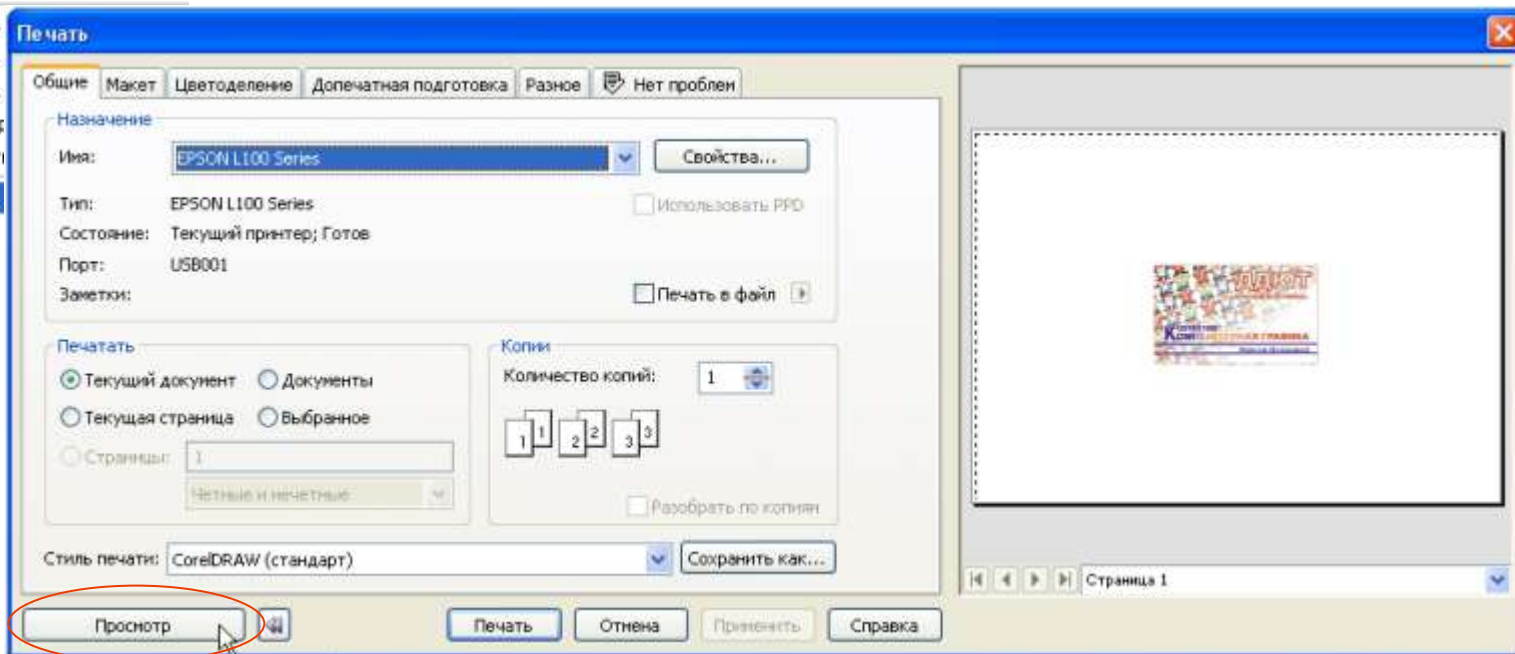 Печать
Общие Макет Цветоделение Допечатная подготовка Разное Нет проблем
Назначение
Имя: EPSON L100 Series Свойства...
Тип: EPSON L100 Series Использовать PPD
Состояние: Текущий принтер; Готов
Порт: USB001
Заметки: Печать в файл
Печатать
Текущий документ Документы
Текущая страница Выбранное
Страницы: 1
Четные и нечетные
Копии
Количество копий: 1
1 1 2 2 3 3
Разобрать по копиям
Стиль печати: CorelDRAW (стандарт) Сохранить как...
Просмотр Печать Отмена Применить Справка
ДДЮТ
КОМПЬЮТЕРНАЯ ГРАФИКА
Страница 1